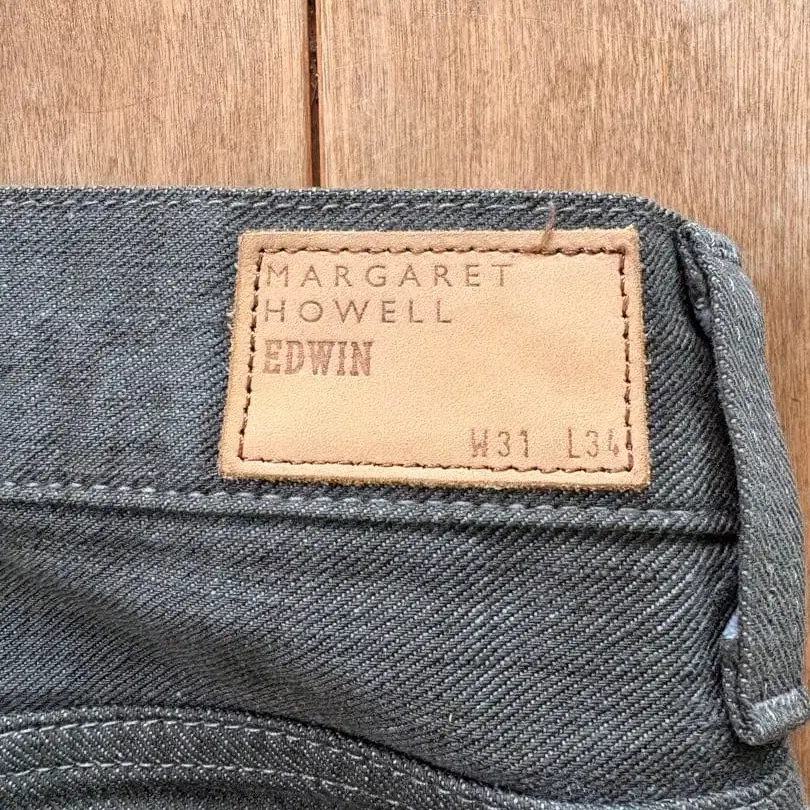 MARGARET
HOWELL
EDWIN
W31 L34